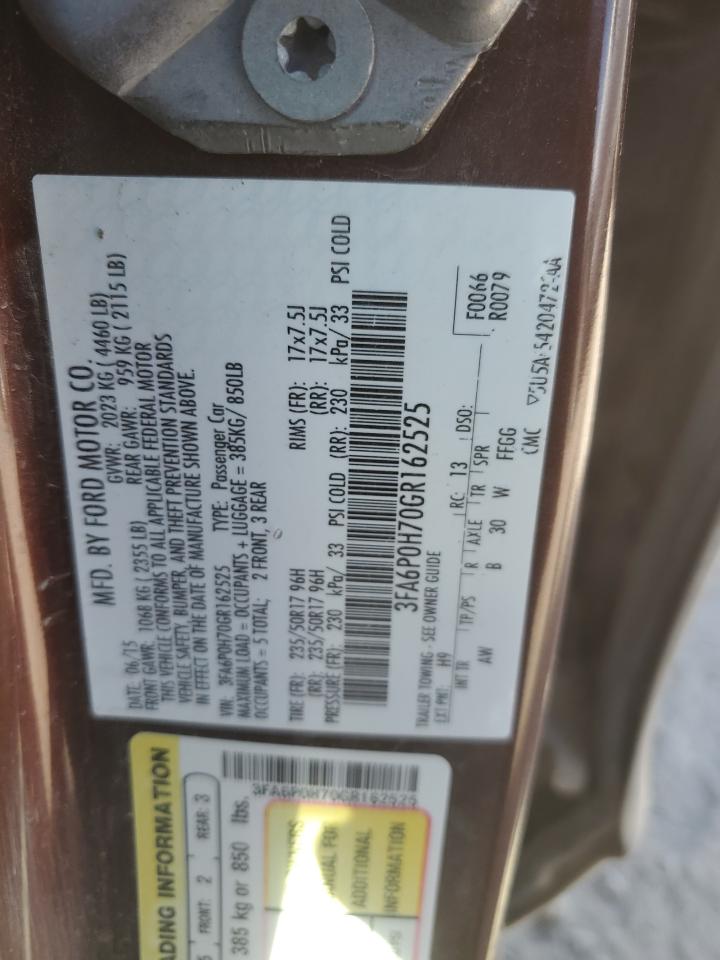 MFD. BY FORD MOTOR CO.
DATE: 06/15 GVWR: 2023 KG ( 4460 LB)
FRONT GAWR: 1068 KG ( 2355 LB) REAR GAWR: 959 KG ( 2115 LB)
THIS VEHICLE CONFORMS TO ALL APPLICABLE FEDERAL MOTOR
VEHICLE SAFETY, BUMPER, AND THEFT PREVENTION STANDARDS
IN EFFECT ON THE DATE OF MANUFACTURE SHOWN ABOVE.
VIN: 3FA6P0H70GR162525 TYPE: Passenger Car
MAXIMUM LOAD = OCCUPANTS + LUGGAGE = 385KG/ 850LB
OCCUPANTS = 5 TOTAL; 2 FRONT, 3 REAR
TIRE (FR): 235/50R17 96H RIMS (FR): 17x7.5J
(RR): 235/50R17 96H (RR): 17x7.5J
PRESSURE (FR): 230 kPa/ 33 PSI COLD (RR): 230 kPa/ 33 PSI COLD
3FA6P0H70GR162525
TRAILER TOWING - SEE OWNER GUIDE
F0066
R0079
EXT PNT: H9 RC: 13 DSO:
INT TR TP/PS R AXLE TR SPR
AW B 30 W FFGG
CMC 5U5A
3FA6P0H70GR162525
ADING INFORMATION
FRONT: 2 REAR: 3
385 kg or 850 lbs.
ADDITIONAL
INFORMATION